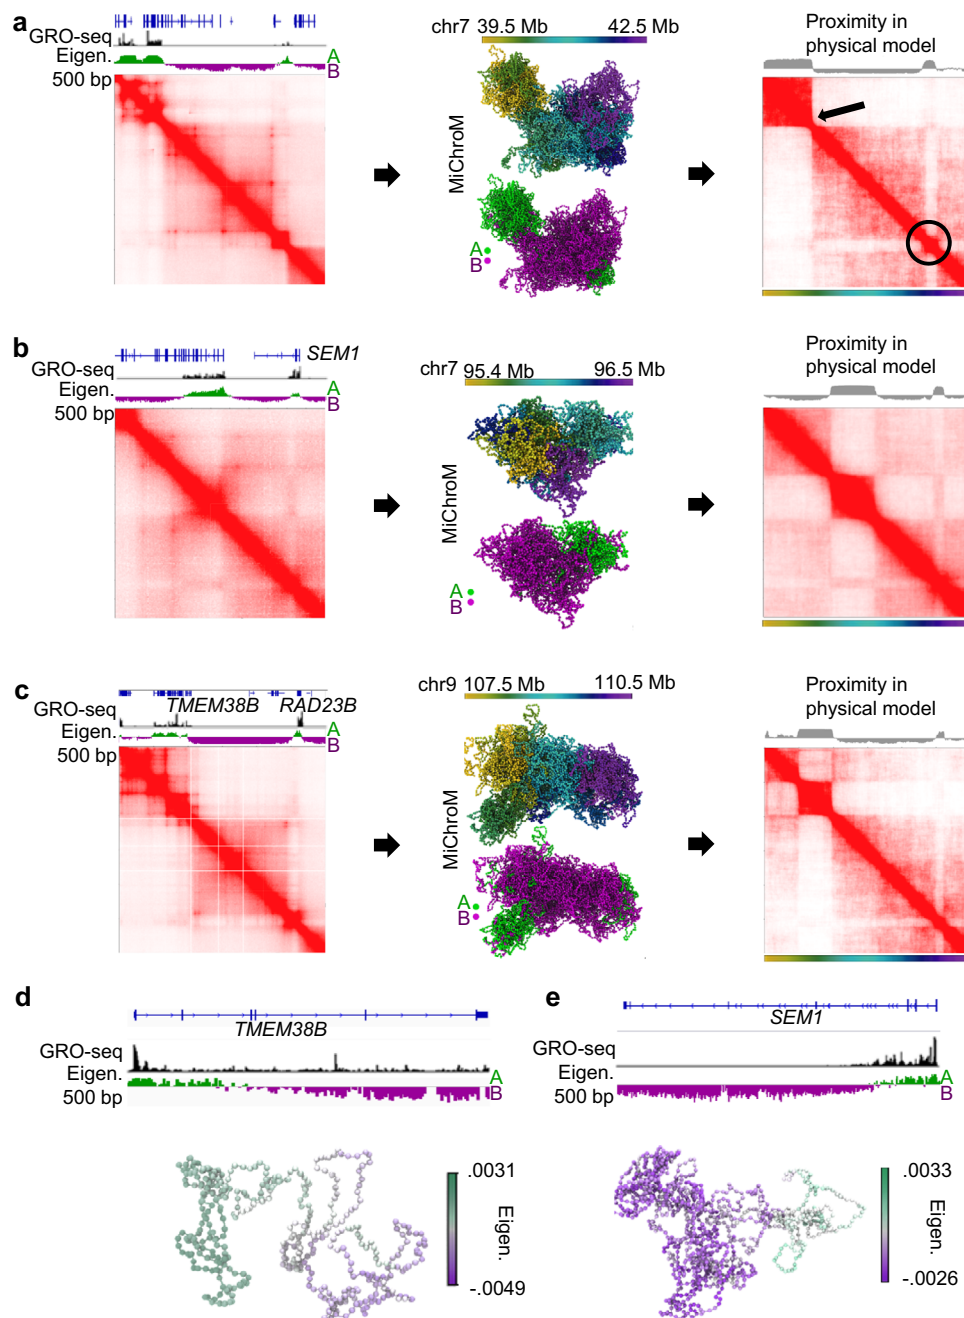 a
GRO-seq
Eigen.
A
B
500 bp
chr7 39.5 Mb 42.5 Mb
MiChroM
A
B
Proximity in
physical model
b
SEM1
GRO-seq
Eigen.
A
B
500 bp
chr7 95.4 Mb 96.5 Mb
MiChroM
A
B
Proximity in
physical model
c
TMEM38B RAD23B
GRO-seq
Eigen.
A
B
500 bp
chr9 107.5 Mb 110.5 Mb
MiChroM
A
B
Proximity in
physical model
d
TMEM38B
GRO-seq
Eigen.
A
B
500 bp
.0031
Eigen.
-.0049
e
SEM1
GRO-seq
Eigen.
A
B
500 bp
.0033
Eigen.
-.0026